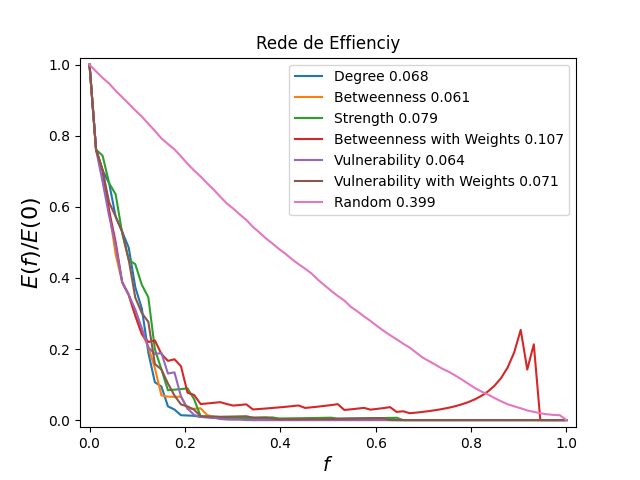 Rede de Effienciy
Degree 0.068
Betweenness 0.061
Strength 0.079
Betweenness with Weights 0.107
Vulnerability 0.064
Vulnerability with Weights 0.071
Random 0.399
E(f)/E(0)
1.0
0.8
0.6
0.4
0.2
0.0
0.0 0.2 0.4 0.6 0.8 1.0
f